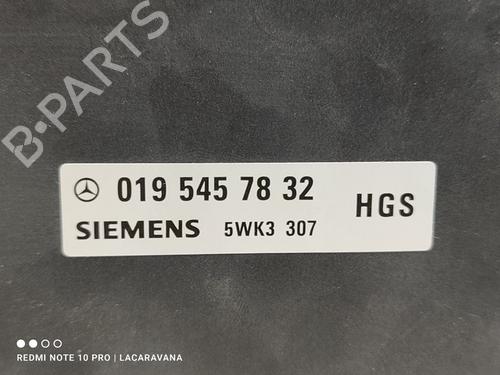 B-PARTS
019 545 78 32
HGS
SIEMENS 5WK3 307
REDMI NOTE 10 PRO | LACARAVANA